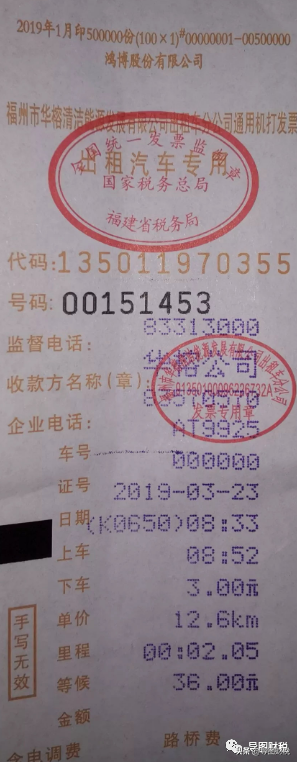 2019年1月印500000份(100×1)#00000001-00500000
鸿博股份有限公司
福州市华榕清洁能源发展有限公司出租车分公司通用机打发票
全国统一发票监制章
出租汽车专用
国家税务总局
福建省税务局
代码:135011970355
号码:00151453
83313000
监督电话:
华榕公司
收款方名称(章):
发票专用章
企业电话:
AT9925
车号
000000
证号
2019-03-23
日期
(K0650)08:33
上车
08:52
下车
3.00元
单价
12.6km
里程
00:02.05
等候
36.00元
金额
手写无效
含电调费
路桥费
导图财税